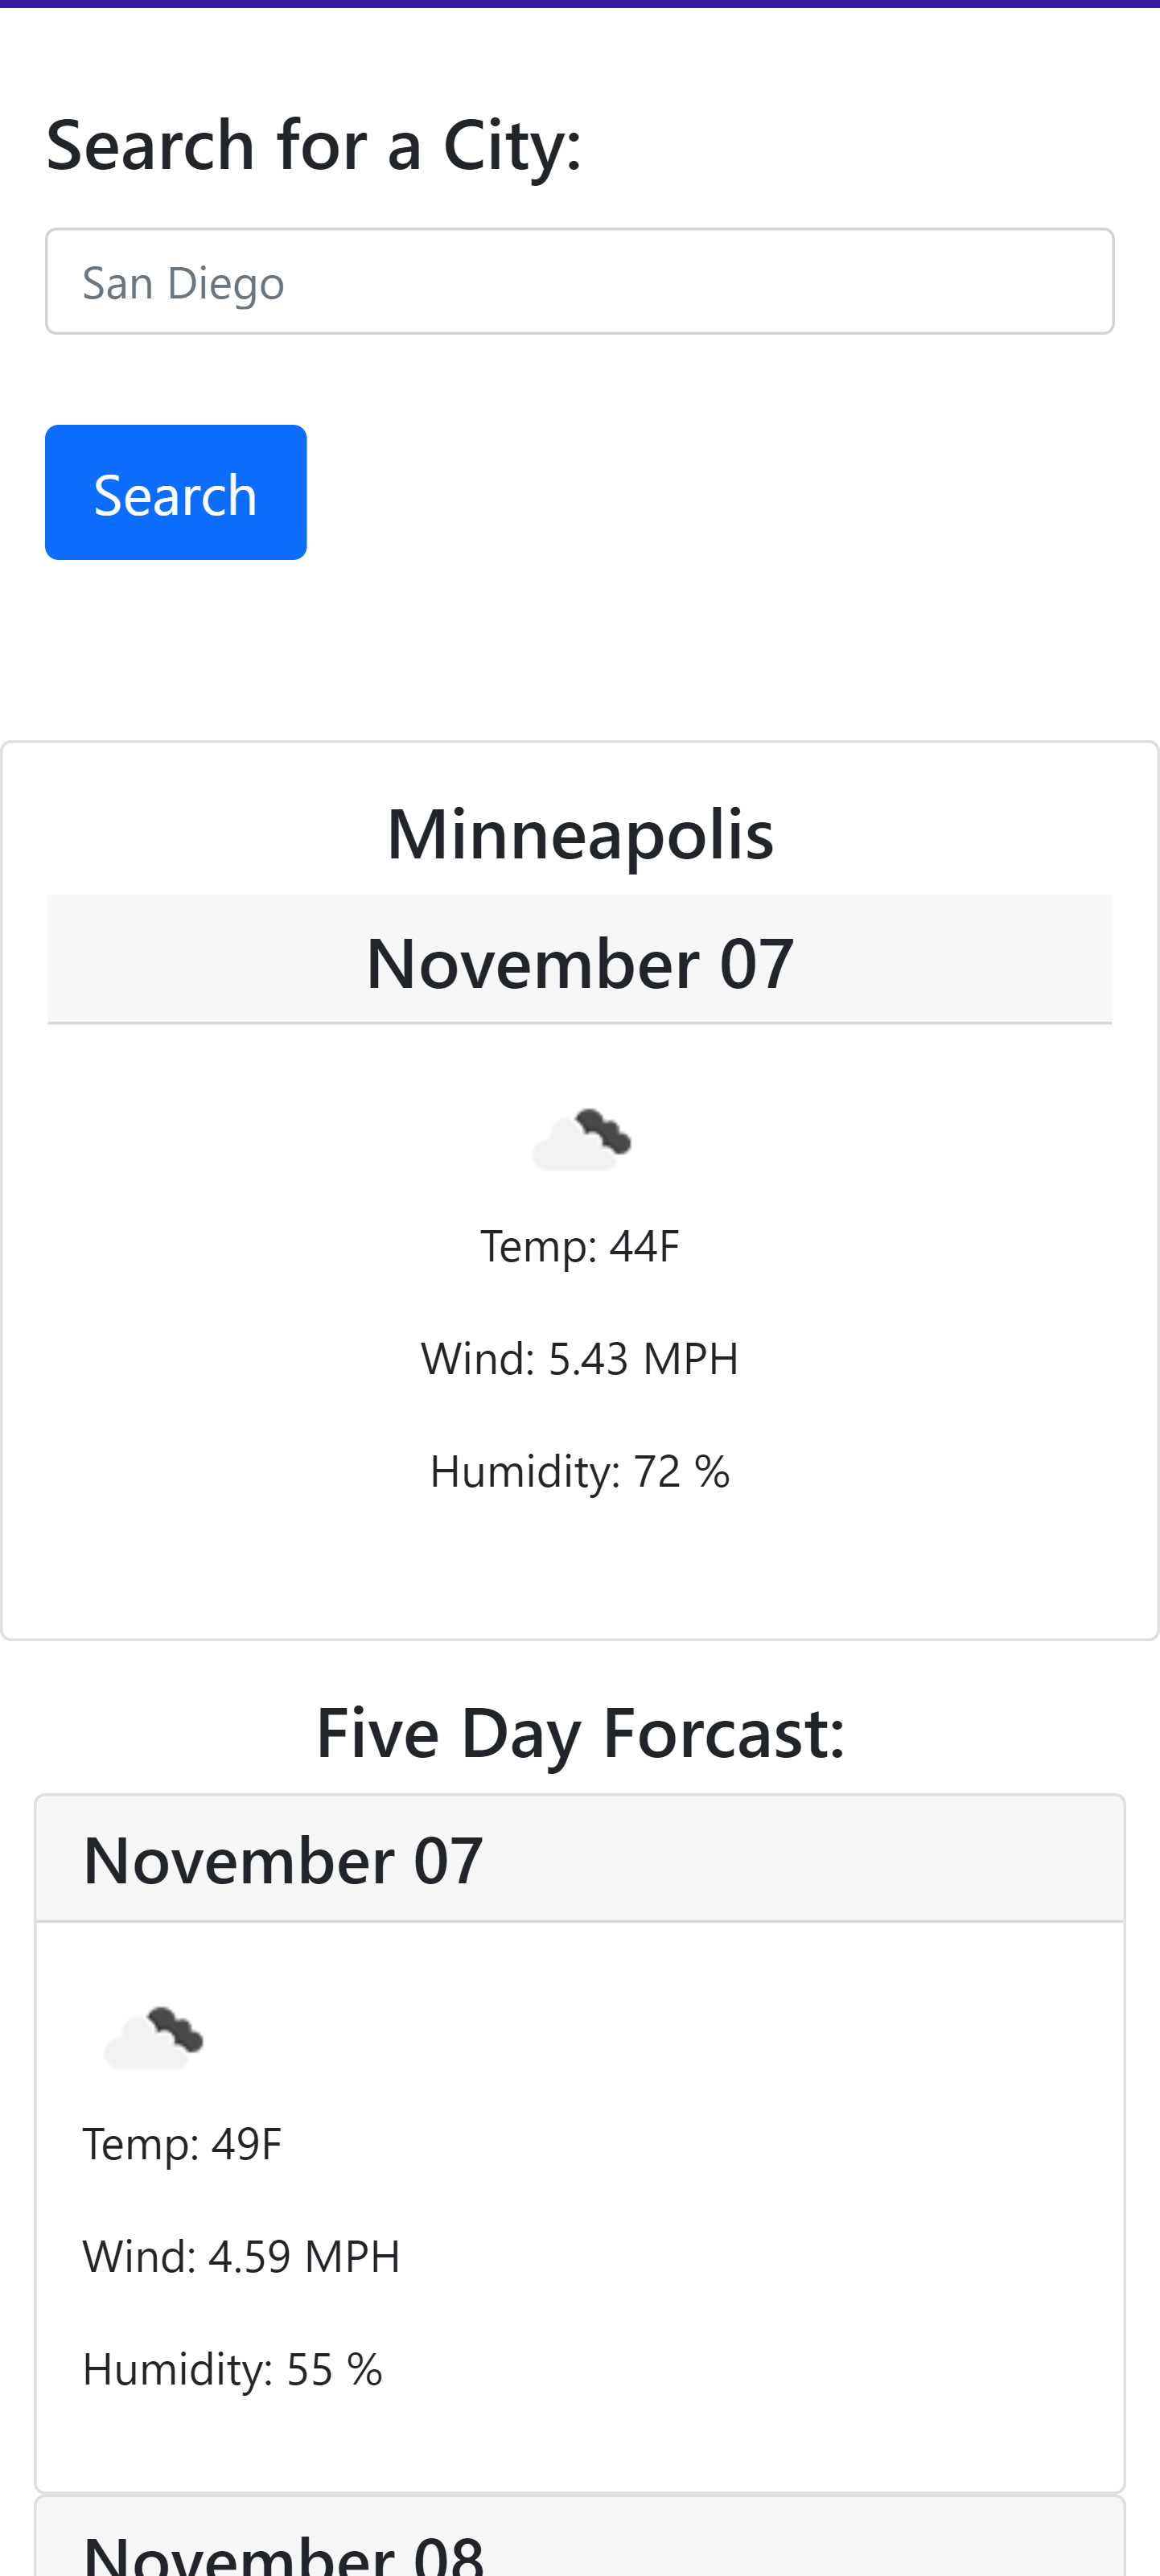 Search for a City:
San Diego
Search
Minneapolis
November 07
Temp: 44F
Wind: 5.43 MPH
Humidity: 72 %
Five Day Forcast:
November 07
Temp: 49F
Wind: 4.59 MPH
Humidity: 55 %
November 08